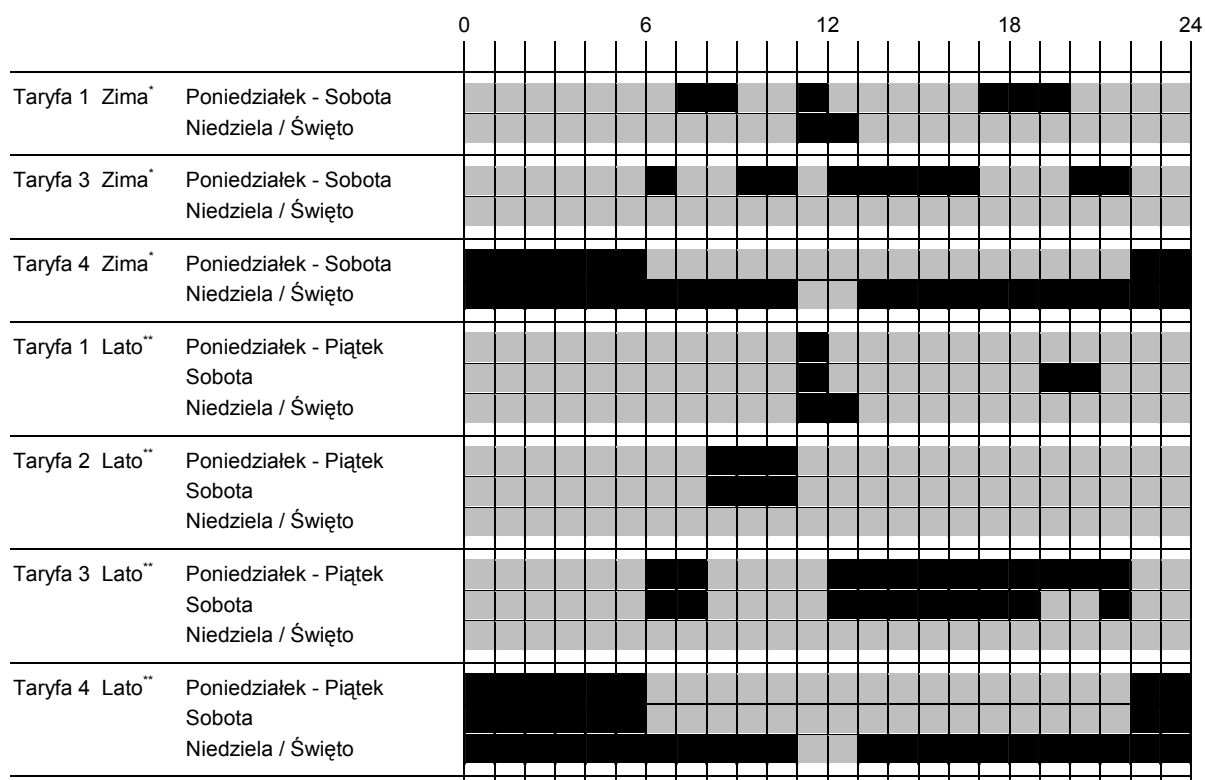 0 6 12 18 24
Taryfa 1 Zima* Poniedziałek - Sobota
Niedziela / Święto
Taryfa 3 Zima* Poniedziałek - Sobota
Niedziela / Święto
Taryfa 4 Zima* Poniedziałek - Sobota
Niedziela / Święto
Taryfa 1 Lato** Poniedziałek - Piątek
Sobota
Niedziela / Święto
Taryfa 2 Lato** Poniedziałek - Piątek
Sobota
Niedziela / Święto
Taryfa 3 Lato** Poniedziałek - Piątek
Sobota
Niedziela / Święto
Taryfa 4 Lato** Poniedziałek - Piątek
Sobota
Niedziela / Święto